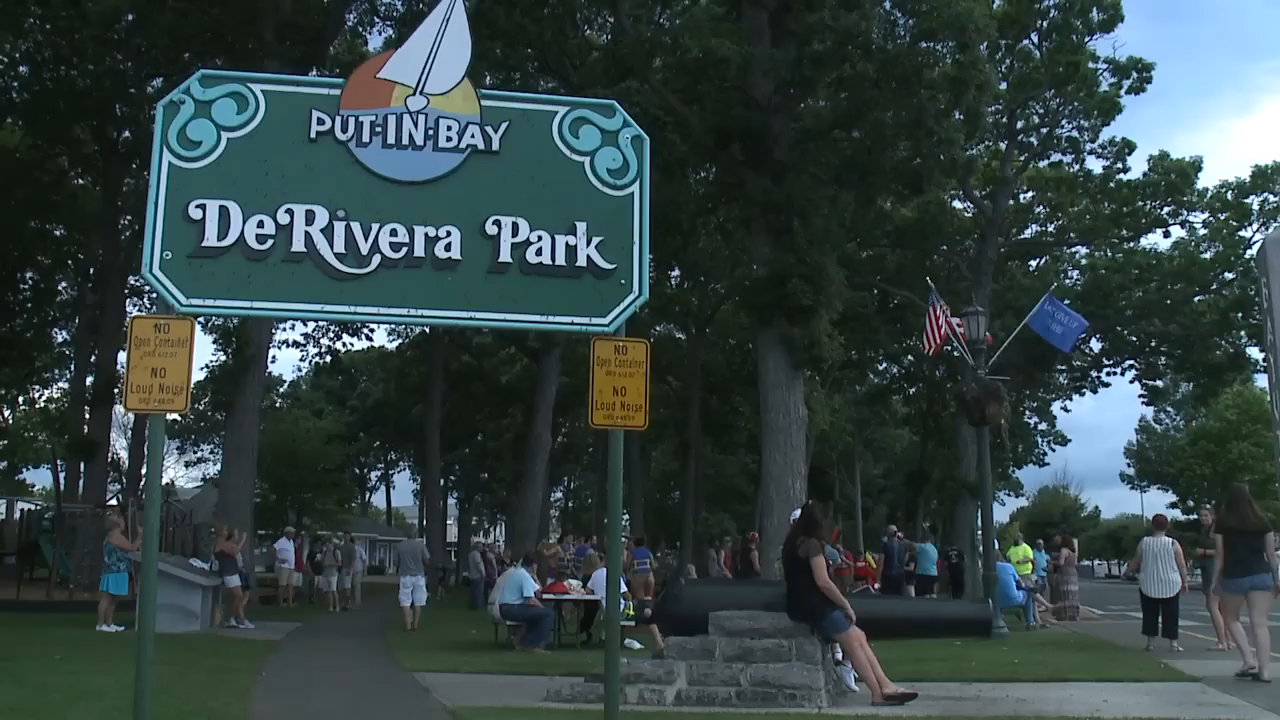 PUT-IN-BAY
DeRivera Park
NO
Open Container
NO
Loud Noise
NO
Open Container
NO
Loud Noise